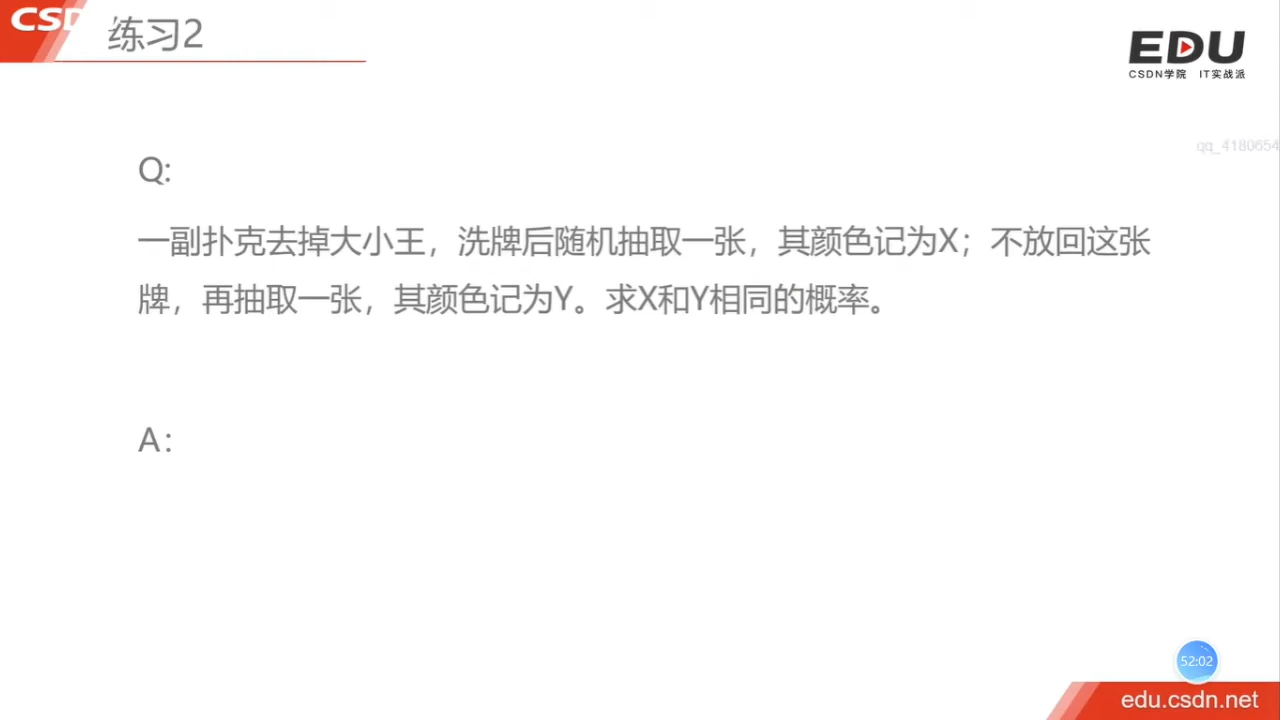 CSD
练习2
EDU
CSDN学院 IT实战派
qq_4180654
Q:
一副扑克去掉大小王，洗牌后随机抽取一张，其颜色记为X；不放回这张
牌，再抽取一张，其颜色记为Y。求X和Y相同的概率。
A：
52:02
edu.csdn.net